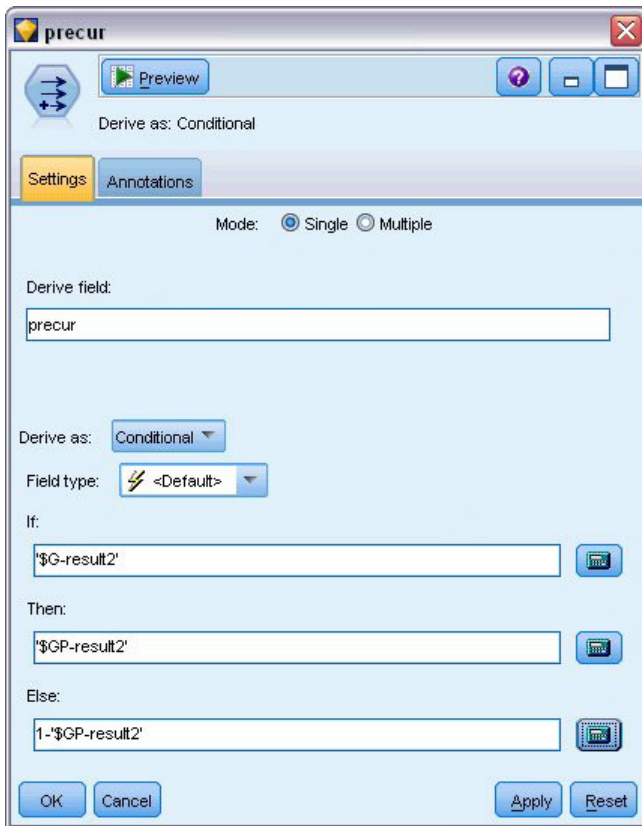 precur
Preview
Derive as: Conditional
Settings Annotations
Mode: Single Multiple
Derive field:
precur
Derive as: Conditional
Field type: <Default>
If:
'$G-result2'
Then:
'$GP-result2'
Else:
1-'$GP-result2'
OK Cancel Apply Reset